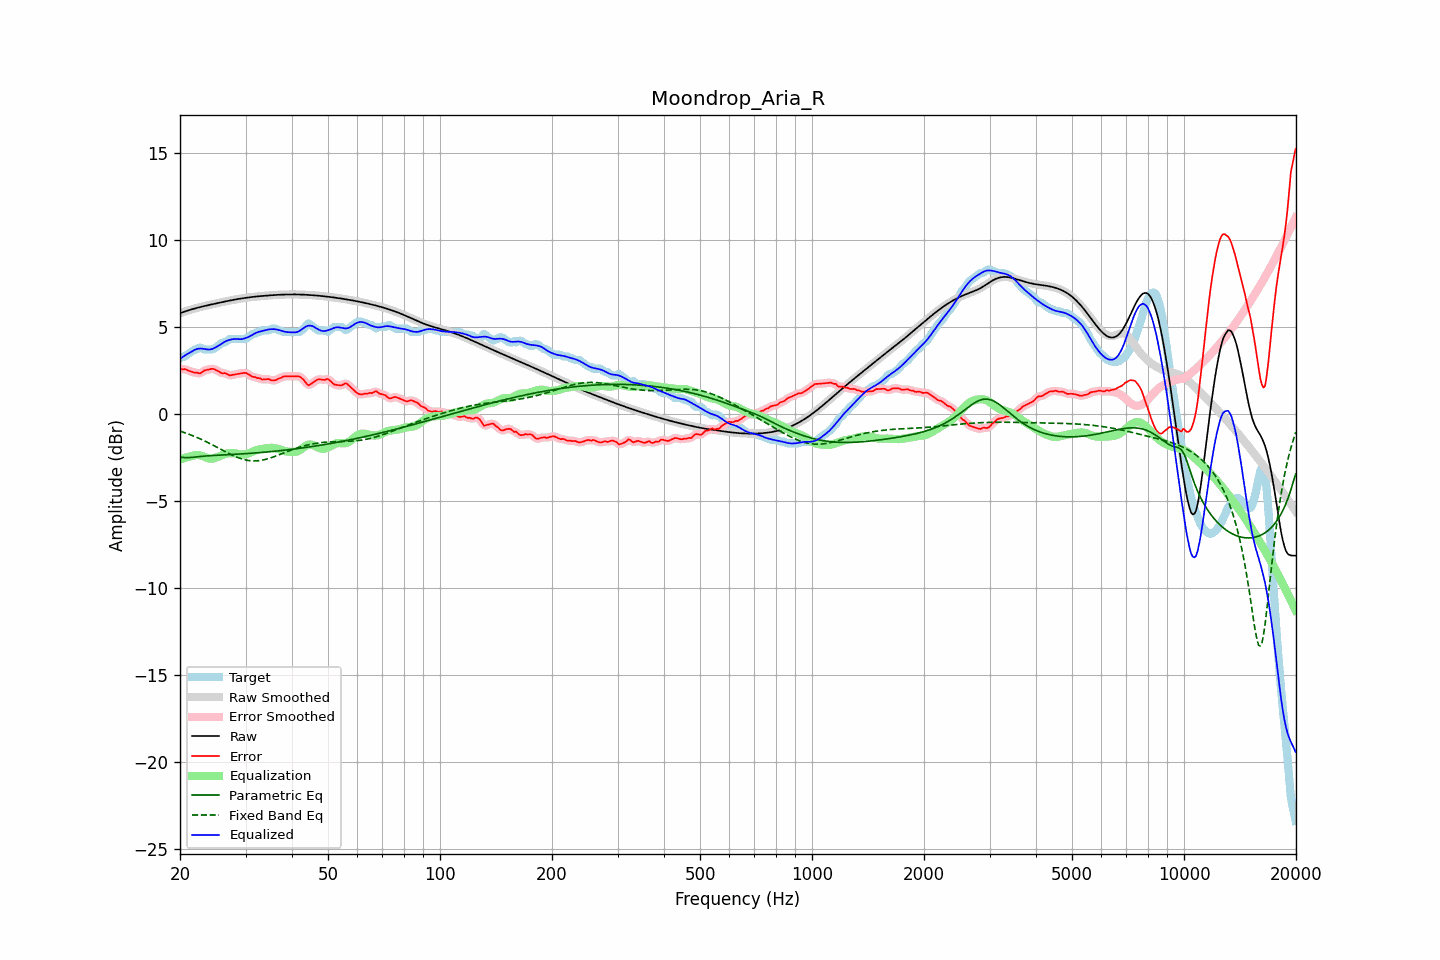 Moondrop_Aria_R
Amplitude (dBr)
15
10
5
0
−5
−10
−15
−20
−25
Target
Raw Smoothed
Error Smoothed
Raw
Error
Equalization
Parametric Eq
Fixed Band Eq
Equalized
20 50 100 200 500 1000 2000 5000 10000 20000
Frequency (Hz)